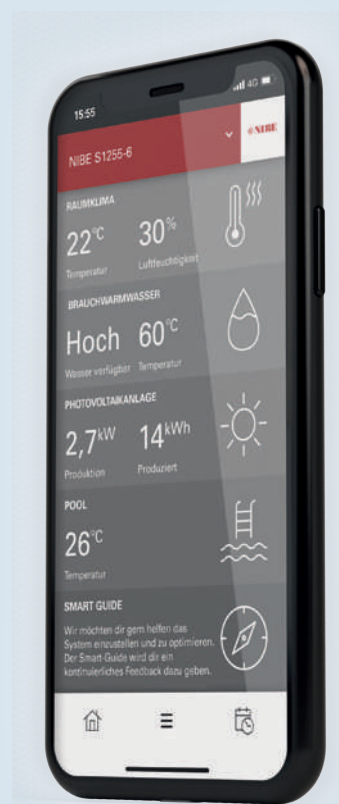 15:55
4G
NIBE S1255-6
NIBE
RAUMKLIMA
22°C
30%
Temperatur
Luftfeuchtigkeit
BRAUCHWARMWASSER
Hoch
60°C
Wasser verfügbar
Temperatur
PHOTOVOLTAIKANLAGE
2,7kW
14kWh
Produktion
Produziert
POOL
26°C
Temperatur
SMART GUIDE
Wir möchten dir gern helfen das
System einzustellen und zu optimieren.
Der Smart-Guide wird dir ein
kontinuierliches Feedback dazu geben.